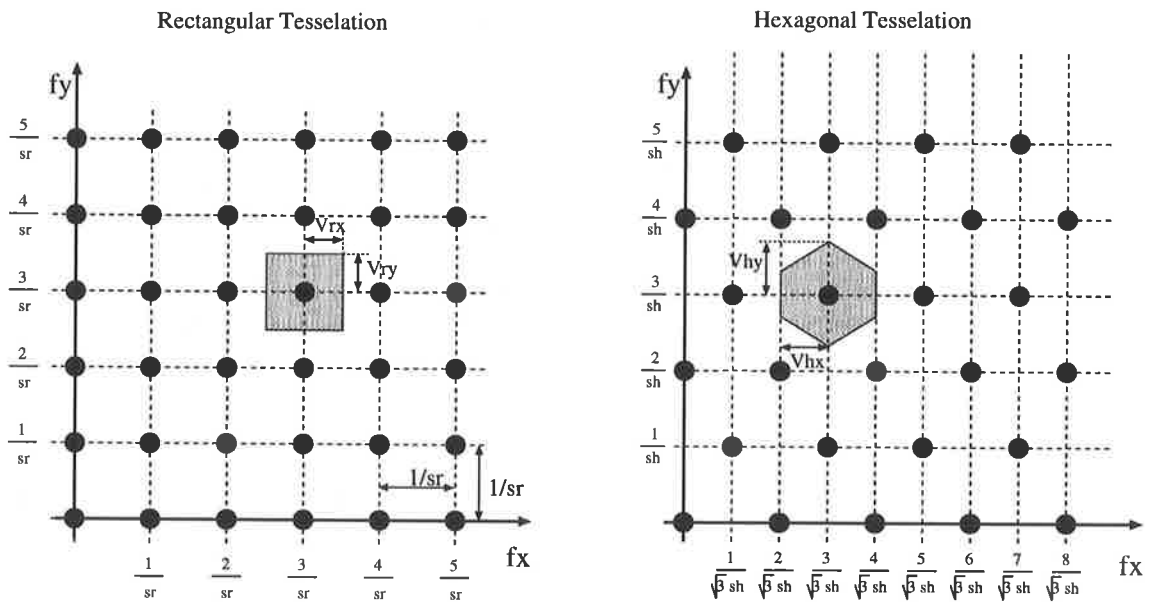 Rectangular Tesselation
fy
5
sr
4
sr
3
sr
2
sr
1
sr
Vrx
Vry
1/sr
1/sr
fx
1 2 3 4 5
sr sr sr sr sr
Hexagonal Tesselation
fy
5
sh
4
sh
3
sh
2
sh
1
sh
Vhy
Vhx
fx
1 2 3 4 5 6 7 8
√3 sh √3 sh √3 sh √3 sh √3 sh √3 sh √3 sh √3 sh